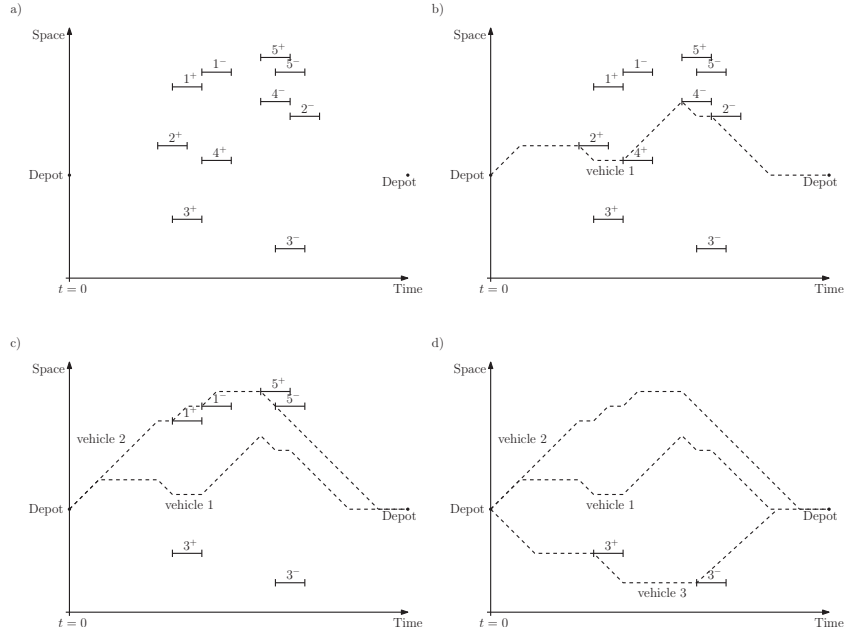 a)
Space
5⁺
1⁻
5⁻
1⁺
4⁻
2⁻
2⁺
4⁺
Depot
Depot
3⁺
3⁻
t = 0
Time
b)
Space
5⁺
1⁻
5⁻
1⁺
4⁻
2⁻
2⁺
4⁺
vehicle 1
Depot
Depot
3⁺
3⁻
t = 0
Time
c)
Space
5⁺
1⁻
5⁻
1⁺
vehicle 2
vehicle 1
Depot
Depot
3⁺
3⁻
t = 0
Time
d)
Space
vehicle 2
vehicle 1
Depot
Depot
3⁺
3⁻
vehicle 3
t = 0
Time